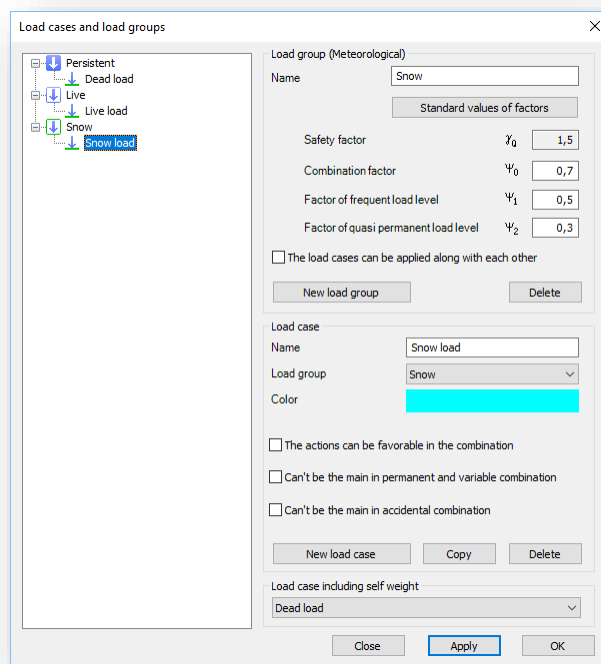 Load cases and load groups
Persistent
Dead load
Live
Live load
Snow
Snow load
Load group (Meteorological)
Name Snow
Standard values of factors
Safety factor γQ 1,5
Combination factor Ψ0 0,7
Factor of frequent load level Ψ1 0,5
Factor of quasi permanent load level Ψ2 0,3
The load cases can be applied along with each other
New load group Delete
Load case
Name Snow load
Load group Snow
Color
The actions can be favorable in the combination
Can't be the main in permanent and variable combination
Can't be the main in accidental combination
New load case Copy Delete
Load case including self weight
Dead load
Close Apply OK